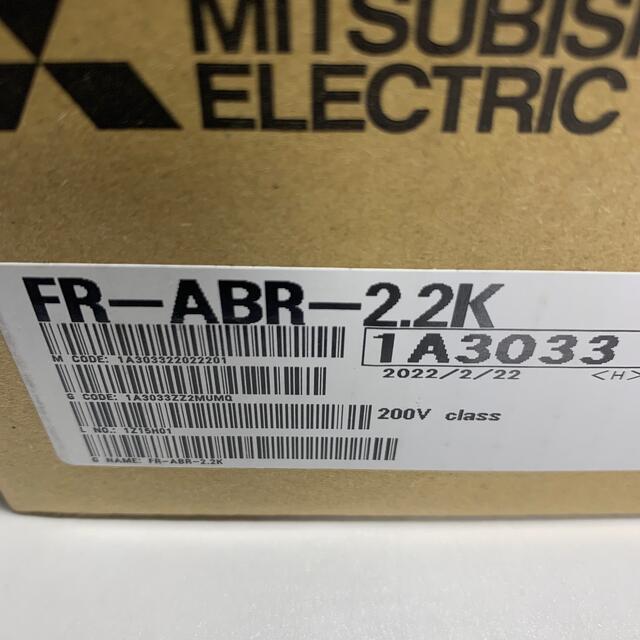 MITSUBIS
ELECTRIC
FR-ABR-2.2K
1A3033
M CODE: 1A303322022201
2022/2/22 <H>
G CODE: 1A3033ZZ2MUMQ
200V class
L NO.: 1Z15H01
G NAME: FR-ABR-2.2K